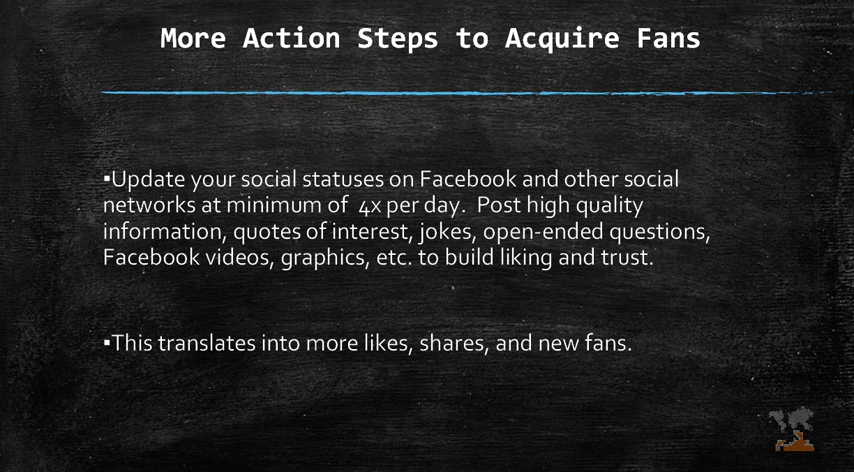 More Action Steps to Acquire Fans
▪Update your social statuses on Facebook and other social
networks at minimum of  4x per day.  Post high quality
information, quotes of interest, jokes, open-ended questions,
Facebook videos, graphics, etc. to build liking and trust.
▪This translates into more likes, shares, and new fans.